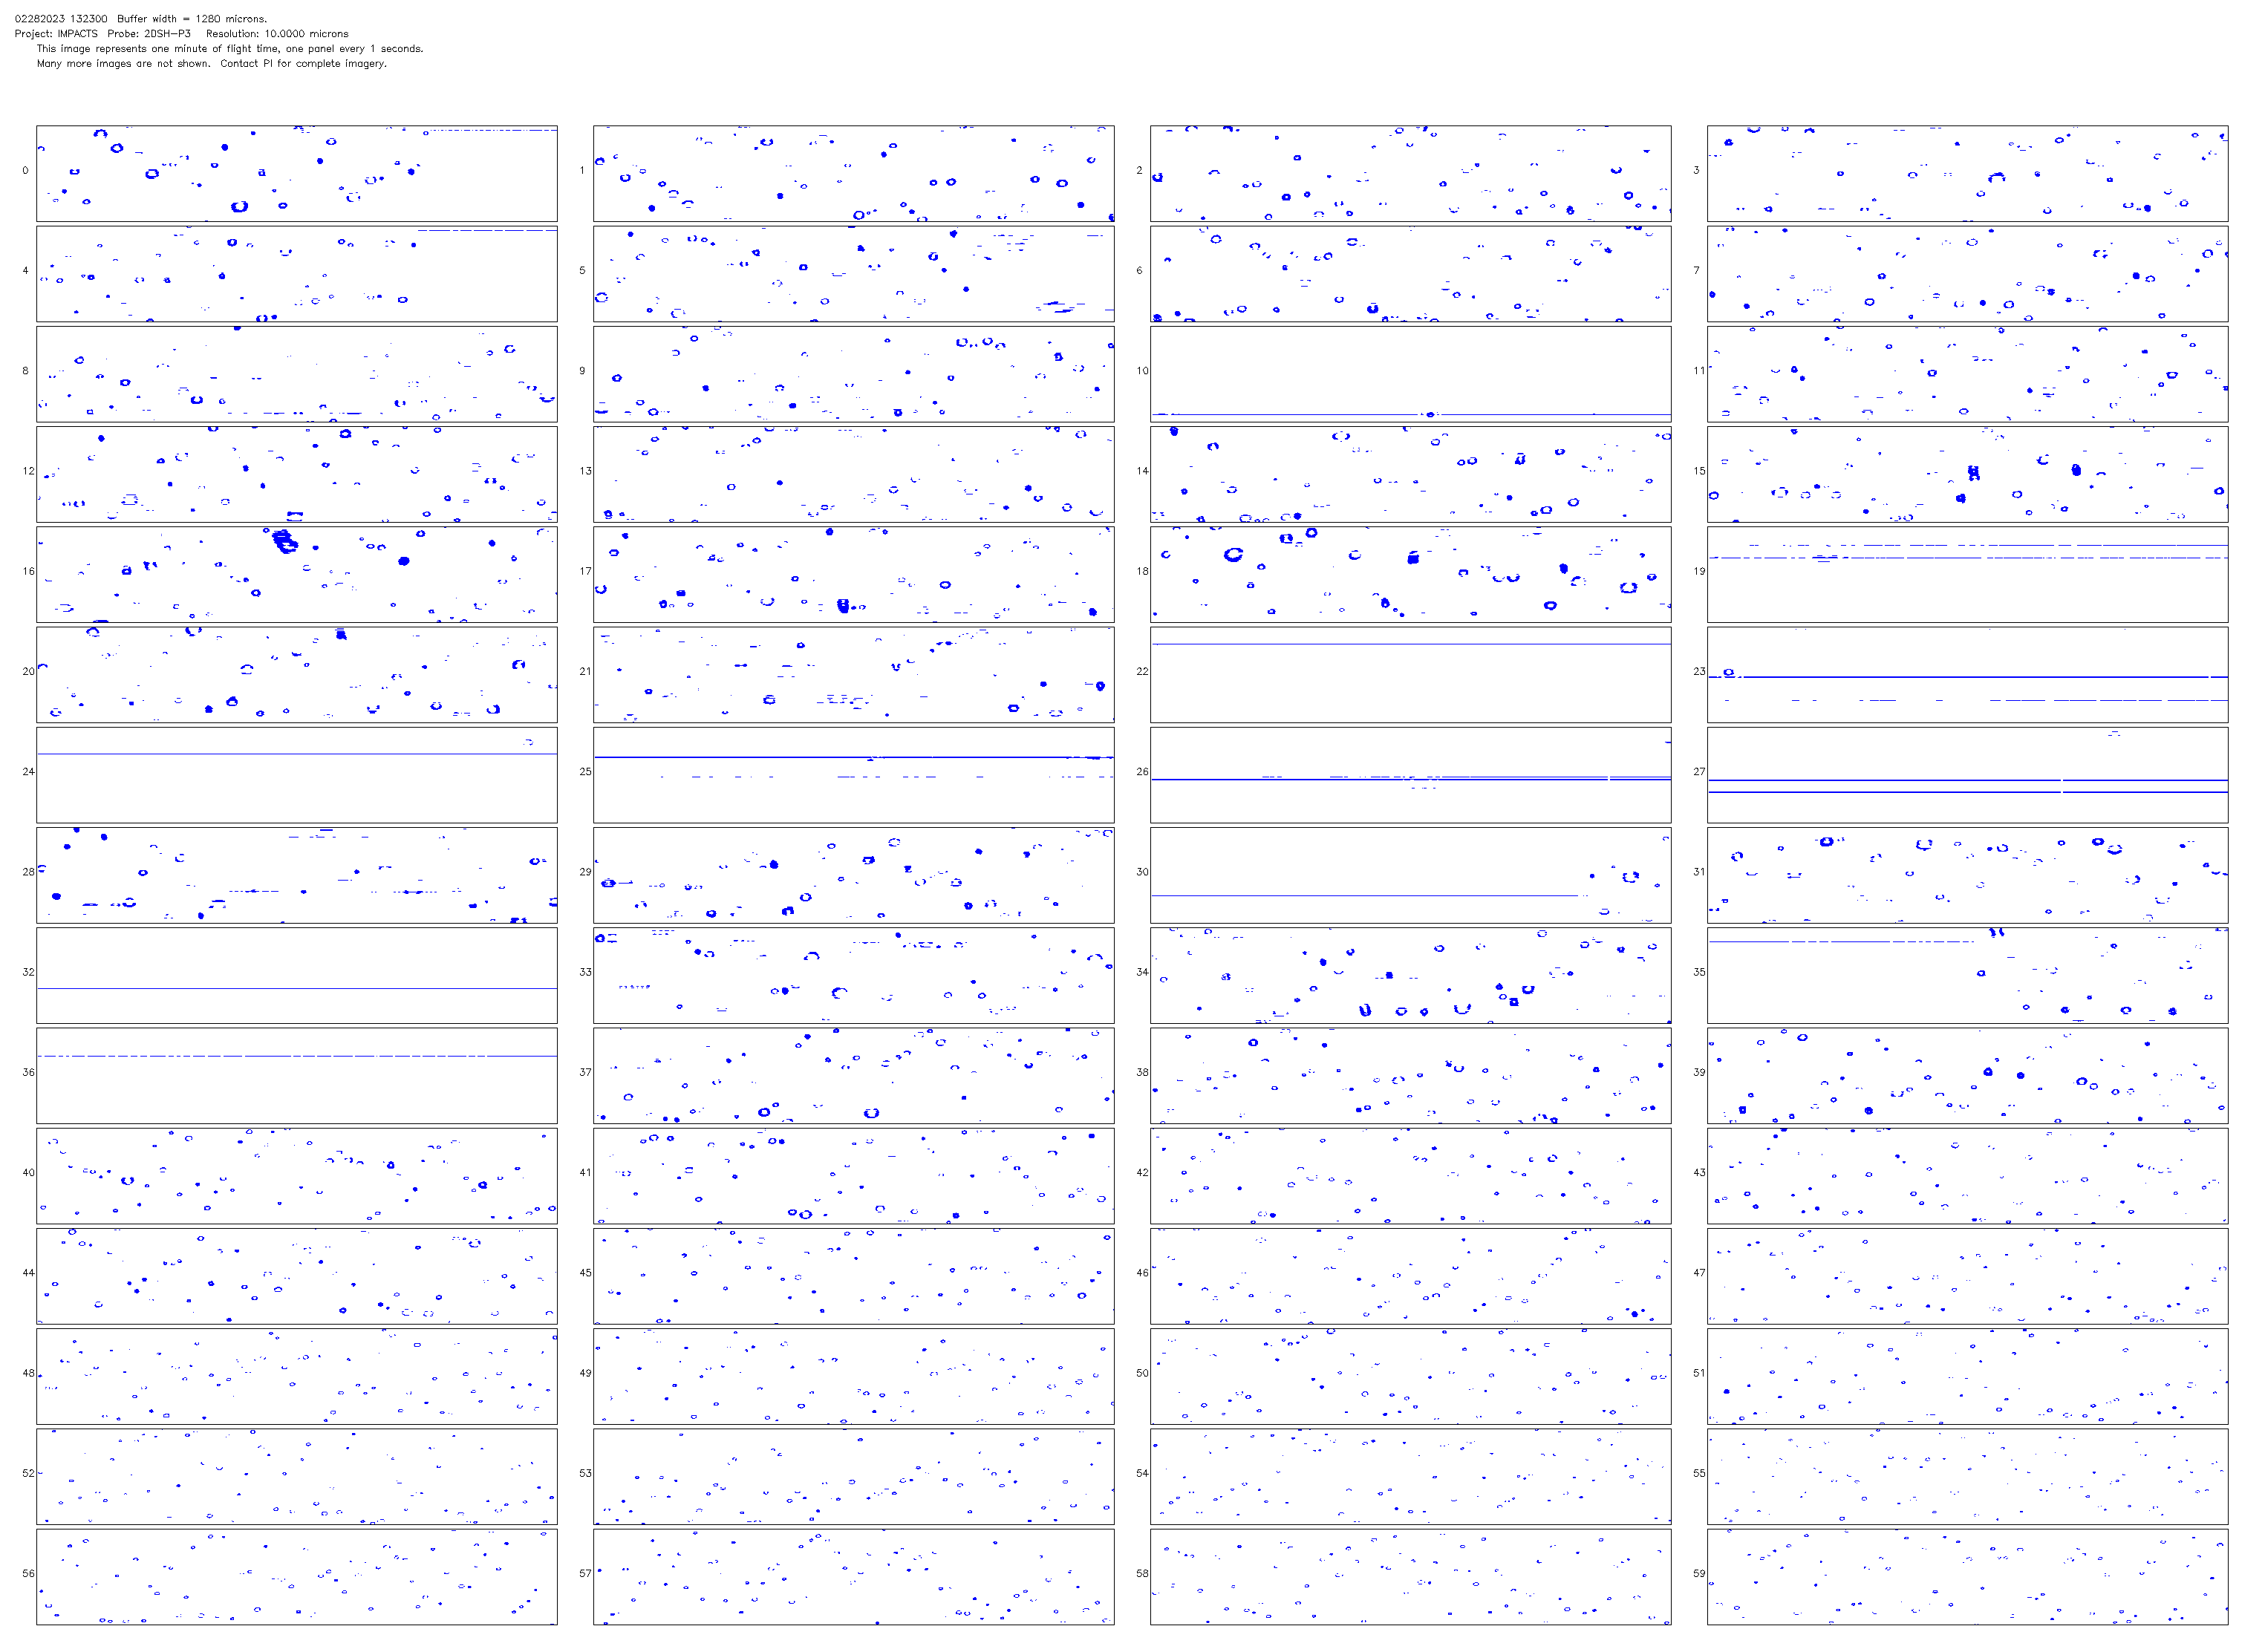 02282023 132300  Buffer width = 1280 microns.
Project: IMPACTS  Probe: 2DSH-P3    Resolution: 10.0000 microns
This image represents one minute of flight time, one panel every 1 seconds.
Many more images are not shown.  Contact PI for complete imagery.
0 1 2 3
4 5 6 7
8 9 10 11
12 13 14 15
16 17 18 19
20 21 22 23
24 25 26 27
28 29 30 31
32 33 34 35
36 37 38 39
40 41 42 43
44 45 46 47
48 49 50 51
52 53 54 55
56 57 58 59